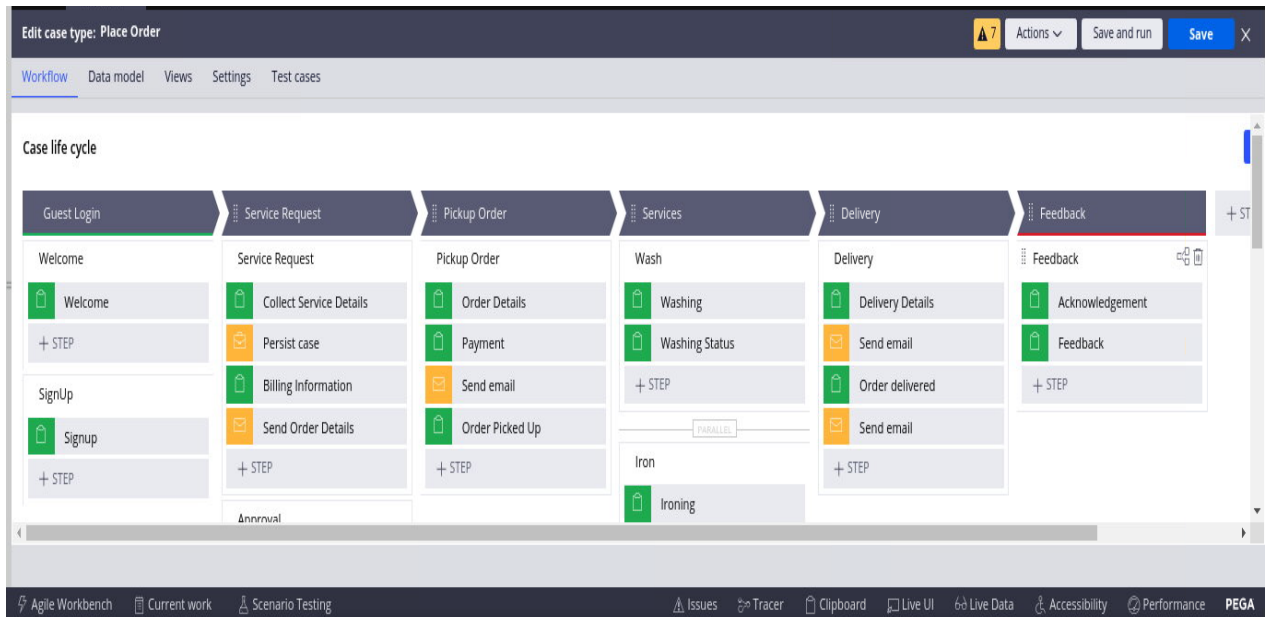 Edit case type: Place Order
7
Actions
Save and run
Save
X
Workflow
Data model
Views
Settings
Test cases
Case life cycle
Guest Login
Service Request
Pickup Order
Services
Delivery
Feedback
+ ST
Welcome
Welcome
+ STEP
SignUp
Signup
+ STEP
Service Request
Collect Service Details
Persist case
Billing Information
Send Order Details
+ STEP
Approval
Pickup Order
Order Details
Payment
Send email
Order Picked Up
+ STEP
Wash
Washing
Washing Status
+ STEP
PARALLEL
Iron
Ironing
Delivery
Delivery Details
Send email
Order delivered
Send email
+ STEP
Feedback
Acknowledgement
Feedback
+ STEP
Agile Workbench
Current work
Scenario Testing
Issues
Tracer
Clipboard
Live UI
Live Data
Accessibility
Performance
PEGA